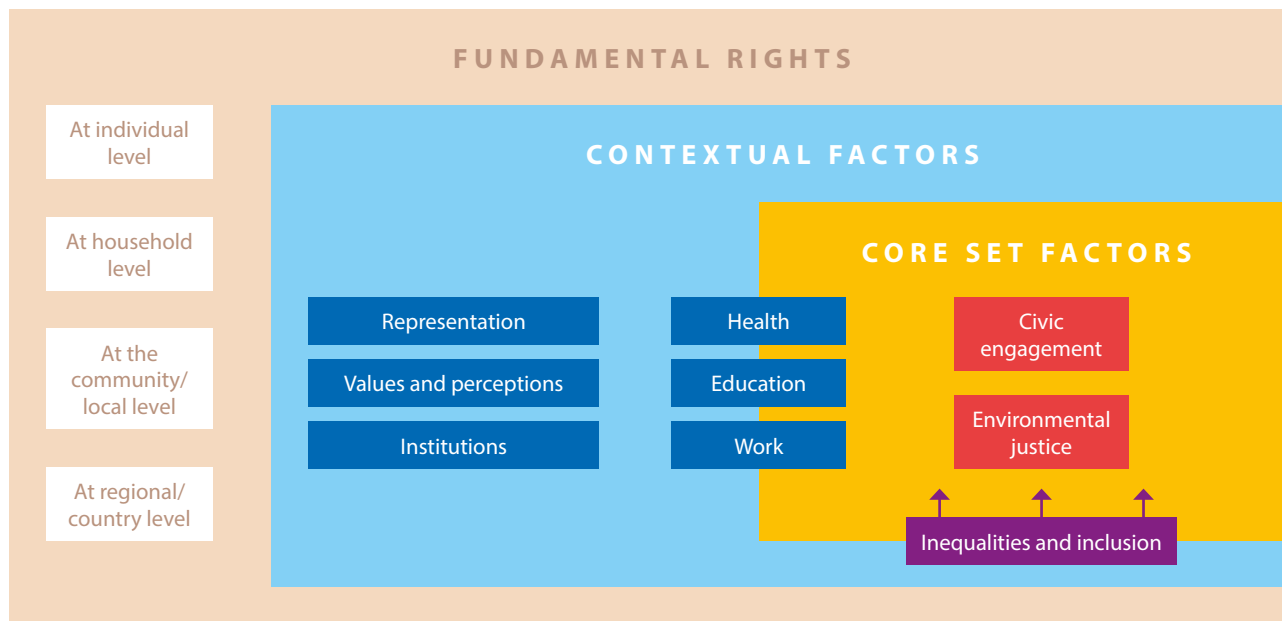 FUNDAMENTAL RIGHTS
At individual
level
At household
level
At the
community/
local level
At regional/
country level
CONTEXTUAL FACTORS
Representation
Values and perceptions
Institutions
Health
Education
Work
CORE SET FACTORS
Civic
engagement
Environmental
justice
Inequalities and inclusion